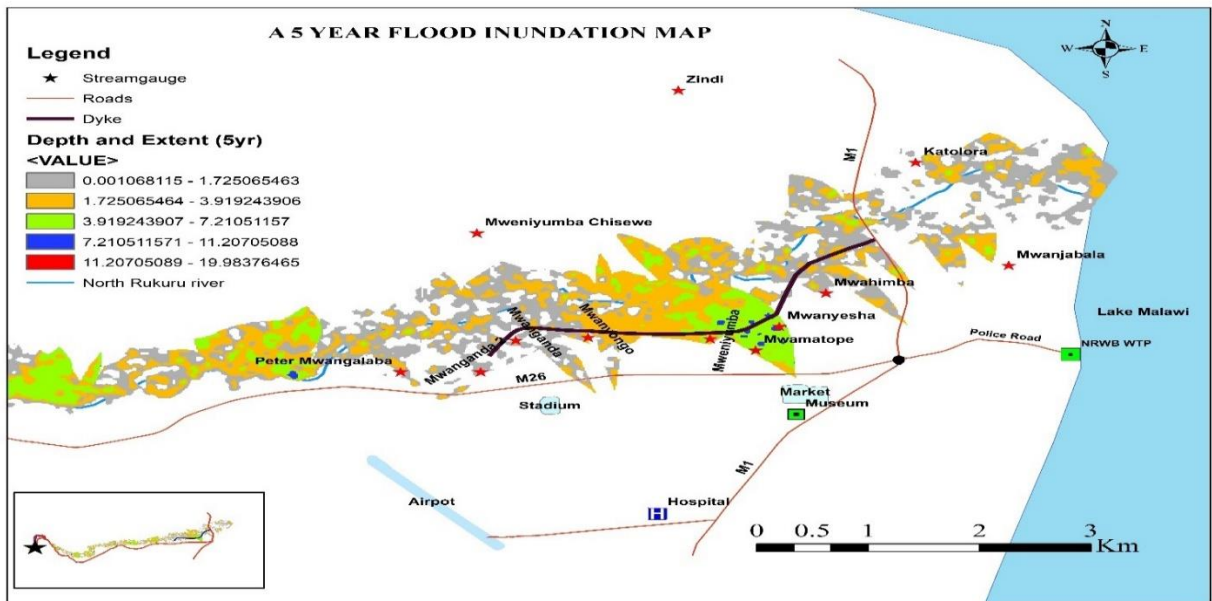 A 5 YEAR FLOOD INUNDATION MAP
N
W E
S
Legend
Streamgauge
Roads
Dyke
Depth and Extent (5yr)
<VALUE>
0.001068115 - 1.725065463
1.725065464 - 3.919243906
3.919243907 - 7.21051157
7.210511571 - 11.20705088
11.20705089 - 19.98376465
North Rukuru river
Zindi
M1
Katolora
Mweniyumba Chisewe
Mwanjabala
Mwahimba
Lake Malawi
Mwanyesha
Mwamatope
Mweniyumba
Mwanyongo
Mwanganda
Mwanganda 2
Peter Mwangalaba
Police Road
NRWB WTP
M26
Stadium
Market
Museum
M1
Airpot
Hospital
H
0 0.5 1 2 3
Km